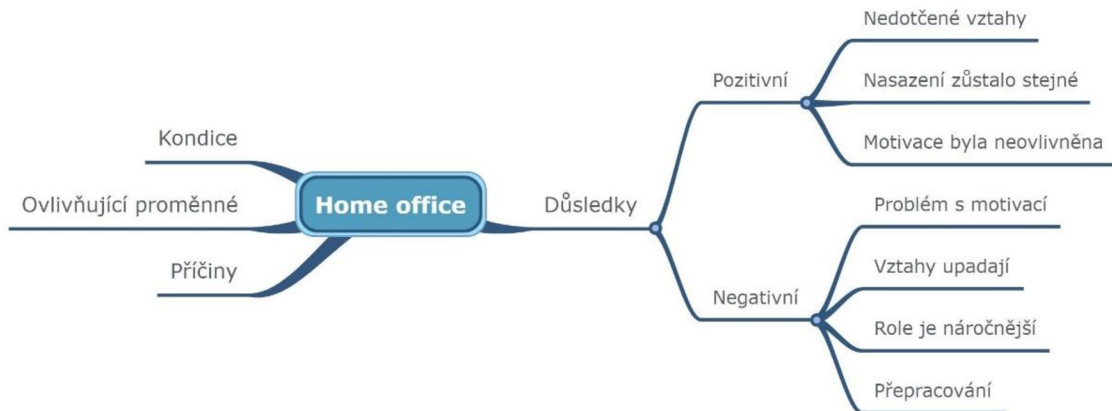 Kondice
Ovlivňující proměnné
Příčiny
Home office
Důsledky
Pozitivní
Nedotčené vztahy
Nasazení zůstalo stejné
Motivace byla neovlivněna
Negativní
Problém s motivací
Vztahy upadají
Role je náročnější
Přepracování